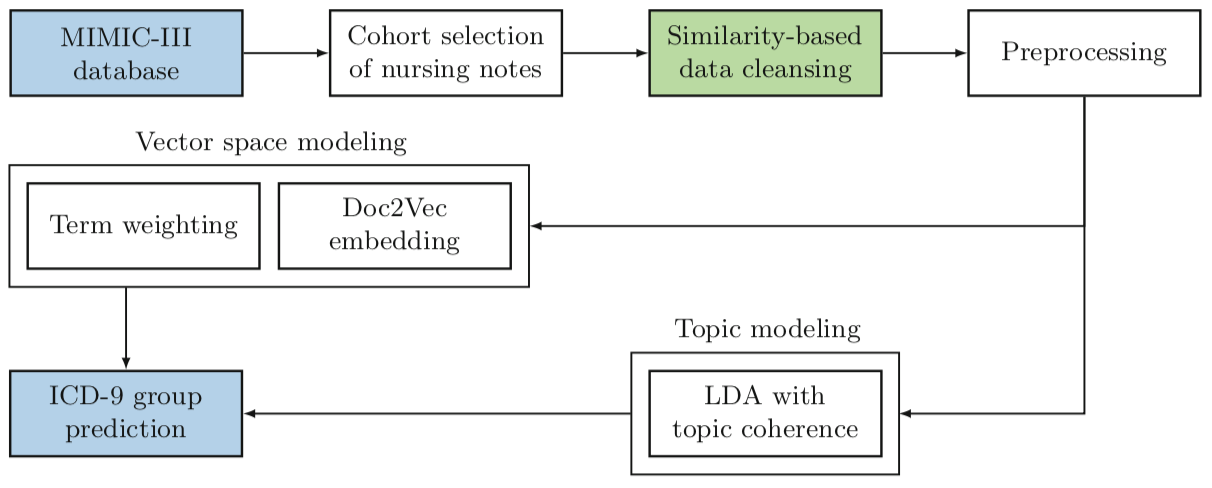 MIMIC-III
database
Cohort selection
of nursing notes
Similarity-based
data cleansing
Preprocessing
Vector space modeling
Term weighting
Doc2Vec
embedding
Topic modeling
LDA with
topic coherence
ICD-9 group
prediction